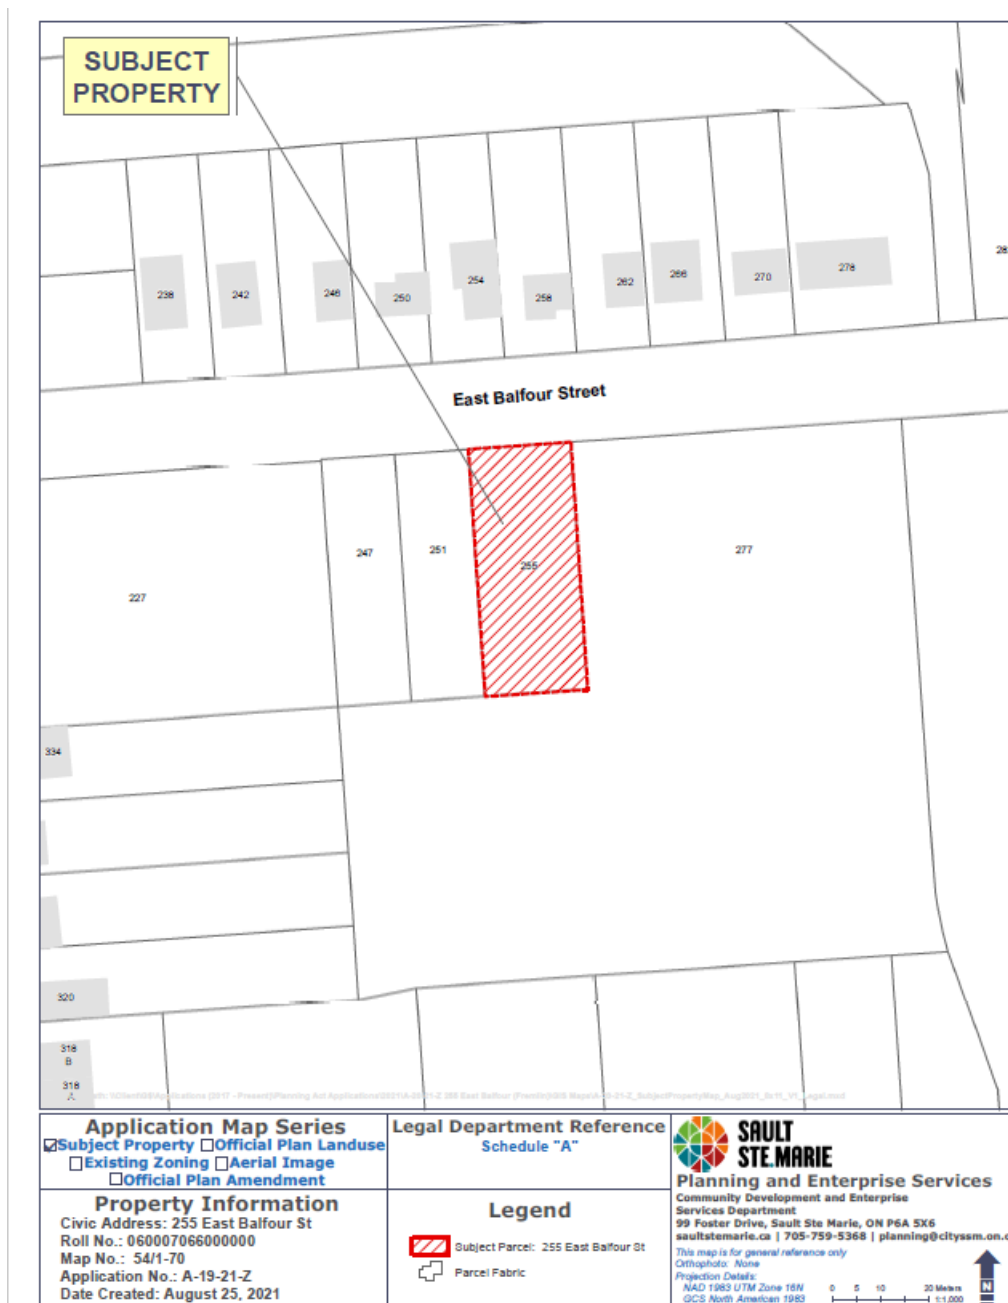 SUBJECT
PROPERTY
238
242
246
250
254
258
262
266
270
278
East Balfour Street
227
247
251
255
277
334
320
318
B
318
A
Application Map Series
☑Subject Property ☐Official Plan Landuse
☐Existing Zoning ☐Aerial Image
☐Official Plan Amendment
Legal Department Reference
Schedule "A"
SAULT
STE.MARIE
Planning and Enterprise Services
Community Development and Enterprise
Services Department
99 Foster Drive, Sault Ste Marie, ON P6A 5X6
saultstemarie.ca | 705-759-5368 | planning@cityssm.on.c
Property Information
Civic Address: 255 East Balfour St
Roll No.: 060007066000000
Map No.: 54/1-70
Application No.: A-19-21-Z
Date Created: August 25, 2021
Legend
Subject Parcel: 255 East Balfour St
Parcel Fabric
This map is for general reference only
Orthophoto: None
Projection Details:
NAD 1983 UTM Zone 16N
GCS North American 1983
0 5 10 20 Meters
1:1,000
N